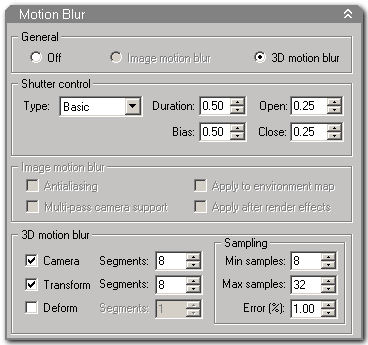 Motion Blur
General
Off Image motion blur 3D motion blur
Shutter control
Type: Basic Duration: 0.50 Open: 0.25
Bias: 0.50 Close: 0.25
Image motion blur
Antialiasing Apply to environment map
Multi-pass camera support Apply after render effects
3D motion blur Sampling
Camera Segments: 8 Min samples: 8
Transform Segments: 8 Max samples: 32
Deform Segments: 1 Error (%): 1.00